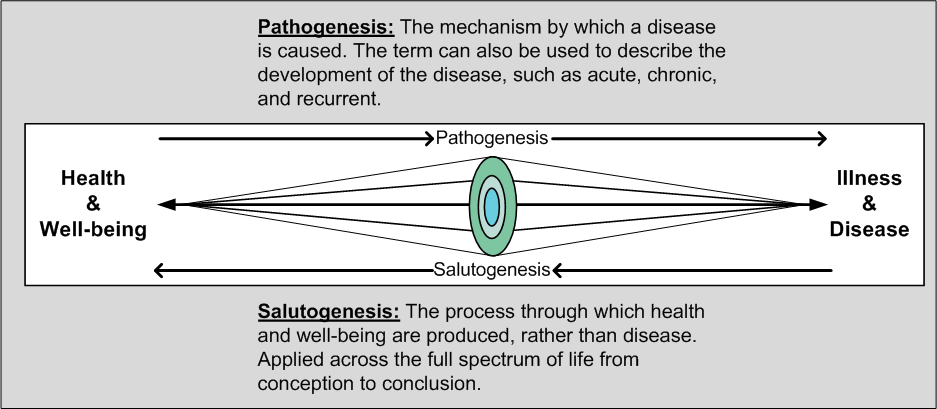 Pathogenesis: The mechanism by which a disease
is caused. The term can also be used to describe the
development of the disease, such as acute, chronic,
and recurrent.
Pathogenesis
Health
&
Well-being
Illness
&
Disease
Salutogenesis
Salutogenesis: The process through which health
and well-being are produced, rather than disease.
Applied across the full spectrum of life from
conception to conclusion.